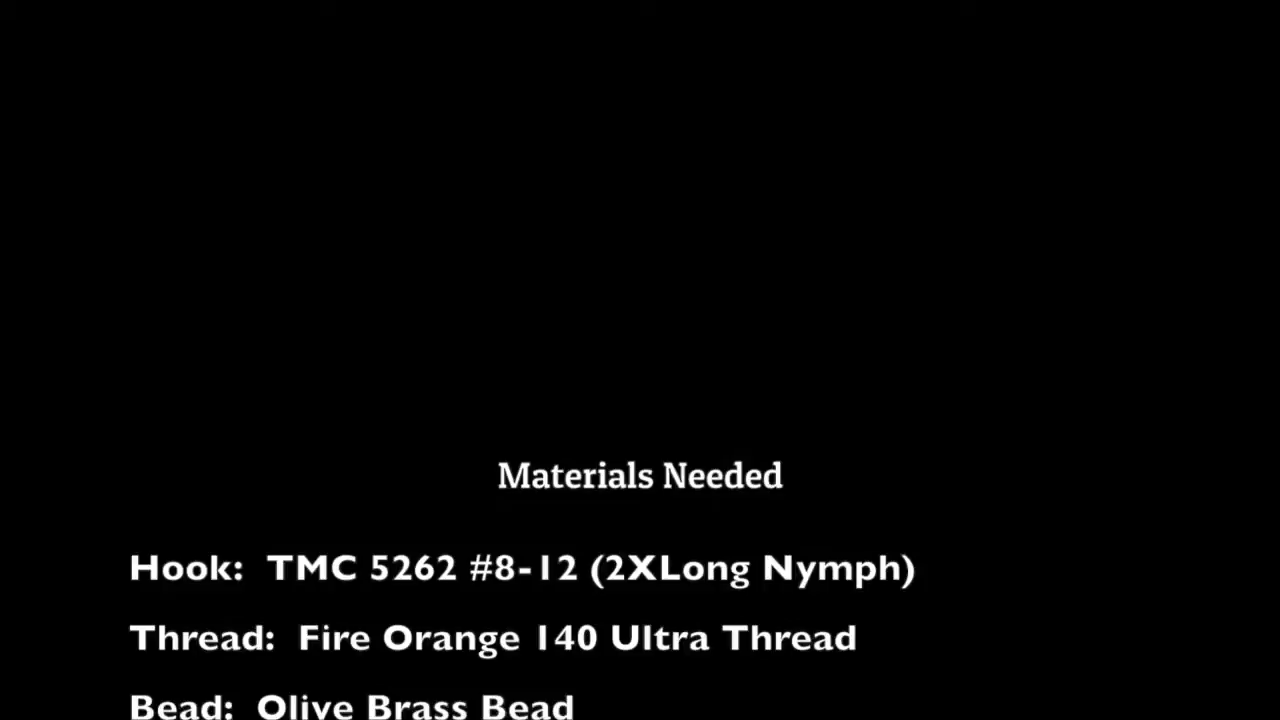 Materials Needed
Hook: TMC 5262 #8-12 (2XLong Nymph)
Thread: Fire Orange 140 Ultra Thread
Bead: Olive Brass Bead